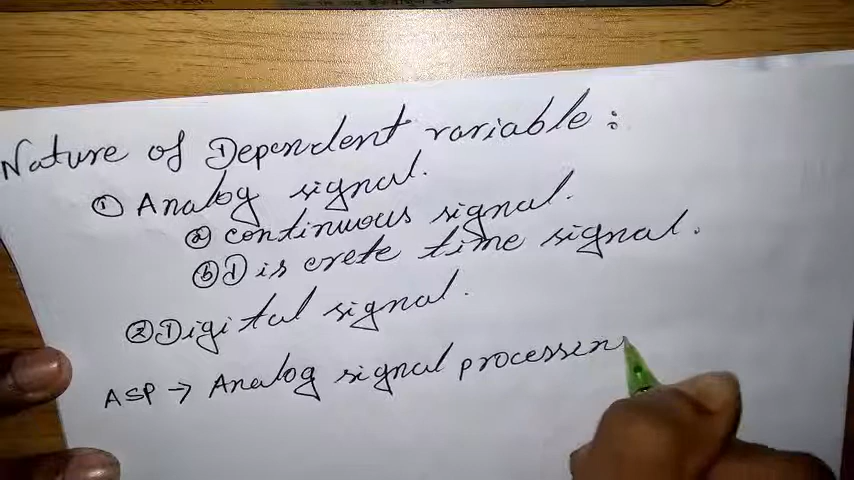 Nature of Dependent variable :
① Analog signal.
ⓐ continuous signal.
ⓑ Discrete time signal.
② Digital signal.
ASP → Analog signal processin